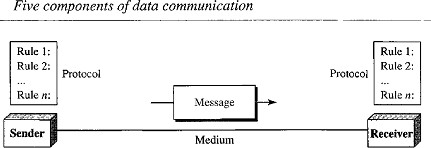 Five components of data communication
Rule 1:
Rule 2:
...
Rule n:
Protocol
Message
Protocol
Rule 1:
Rule 2:
...
Rule n:
Sender
Medium
Receiver